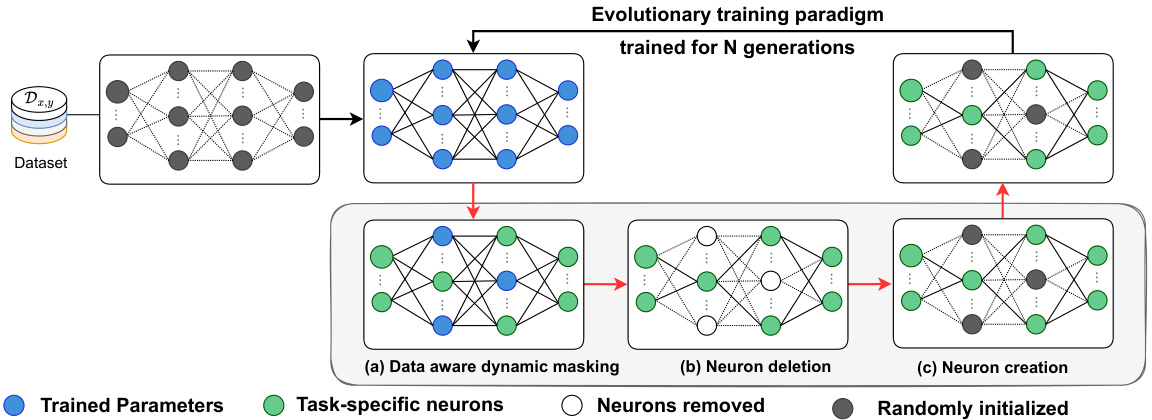 Evolutionary training paradigm
trained for N generations
𝒟x,y
Dataset
(a) Data aware dynamic masking
(b) Neuron deletion
(c) Neuron creation
Trained Parameters
Task-specific neurons
Neurons removed
Randomly initialized